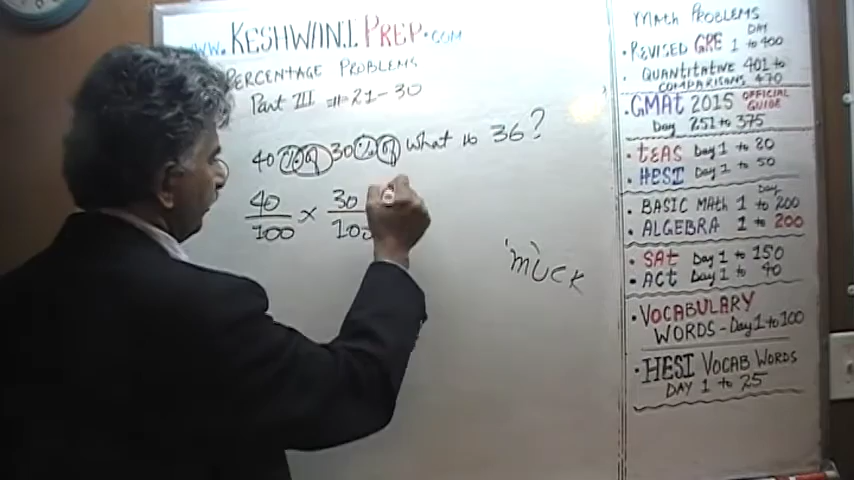 www.KESHWANI PREP.COM
PERCENTAGE PROBLEMS
Part III #21-30
40 % of 30 % of what is 36?
40/100 × 30/100
'm'uck
Math PROBLEMS
• REVISED GRE DAY 1 to 400
• QUANTITATIVE COMPARISONS 401 to 470
• GMAT 2015 OFFICIAL GUIDE
Day 251 to 375
• TEAS Day 1 to 20
• HESI Day 1 to 50
• BASIC MATH Day 1 to 200
• ALGEBRA 1 to 200
• SAt Day 1 to 150
• ACt Day 1 to 40
• VOCABULARY
WORDS - Day 1 to 100
• HESI VOCAB WORDS
DAY 1 to 25